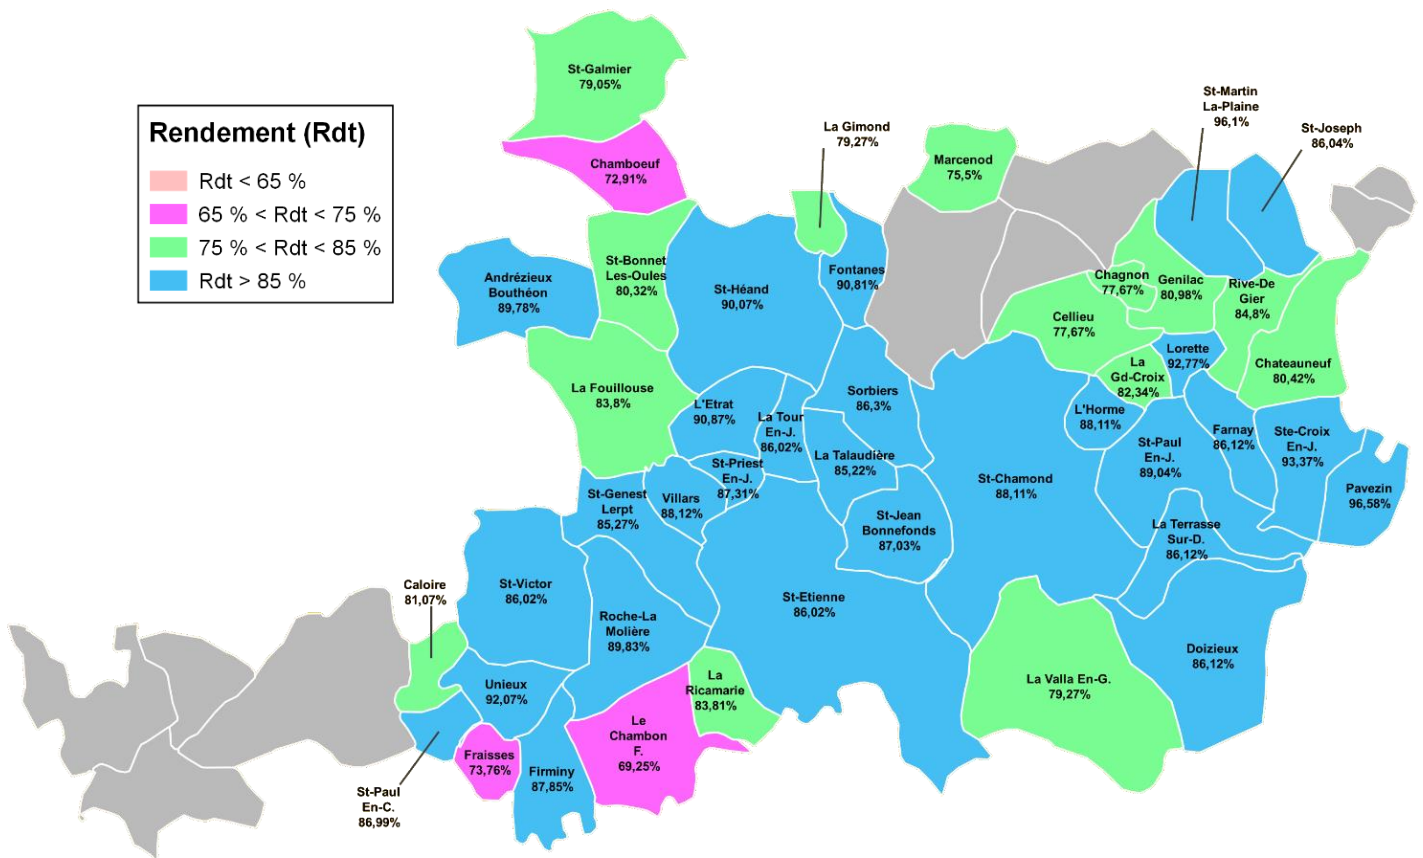 St-Galmier
79,05%
St-Martin
La-Plaine
96,1%
La Gimond
79,27%
St-Joseph
86,04%
Rendement (Rdt)
Rdt < 65 %
65 % < Rdt < 75 %
75 % < Rdt < 85 %
Rdt > 85 %
Chamboeuf
72,91%
Marcenod
75,5%
Andrézieux
Bouthéon
89,78%
St-Bonnet
Les-Oules
80,32%
St-Héand
90,07%
Fontanes
90,81%
Chagnon
77,67%
Genilac
80,98%
Rive-De
Gier
84,8%
Cellieu
77,67%
Lorette
92,77%
La
Gd-Croix
82,34%
Chateauneuf
80,42%
La Fouillouse
83,8%
L'Etrat
90,87%
La Tour
En-J.
86,02%
Sorbiers
86,3%
L'Horme
88,11%
St-Paul
En-J.
89,04%
Farnay
86,12%
Ste-Croix
En-J.
93,37%
La Talaudière
85,22%
St-Priest
En-J.
87,31%
St-Genest
Lerpt
85,27%
Villars
88,12%
St-Chamond
88,11%
Pavezin
96,58%
St-Jean
Bonnefonds
87,03%
La Terrasse
Sur-D.
86,12%
Caloire
81,07%
St-Victor
86,02%
St-Etienne
86,02%
Roche-La
Molière
89,83%
Doizieux
86,12%
La Valla En-G.
79,27%
Unieux
92,07%
La
Ricamarie
83,81%
Le
Chambon
F.
69,25%
Fraisses
73,76%
Firminy
87,85%
St-Paul
En-C.
86,99%